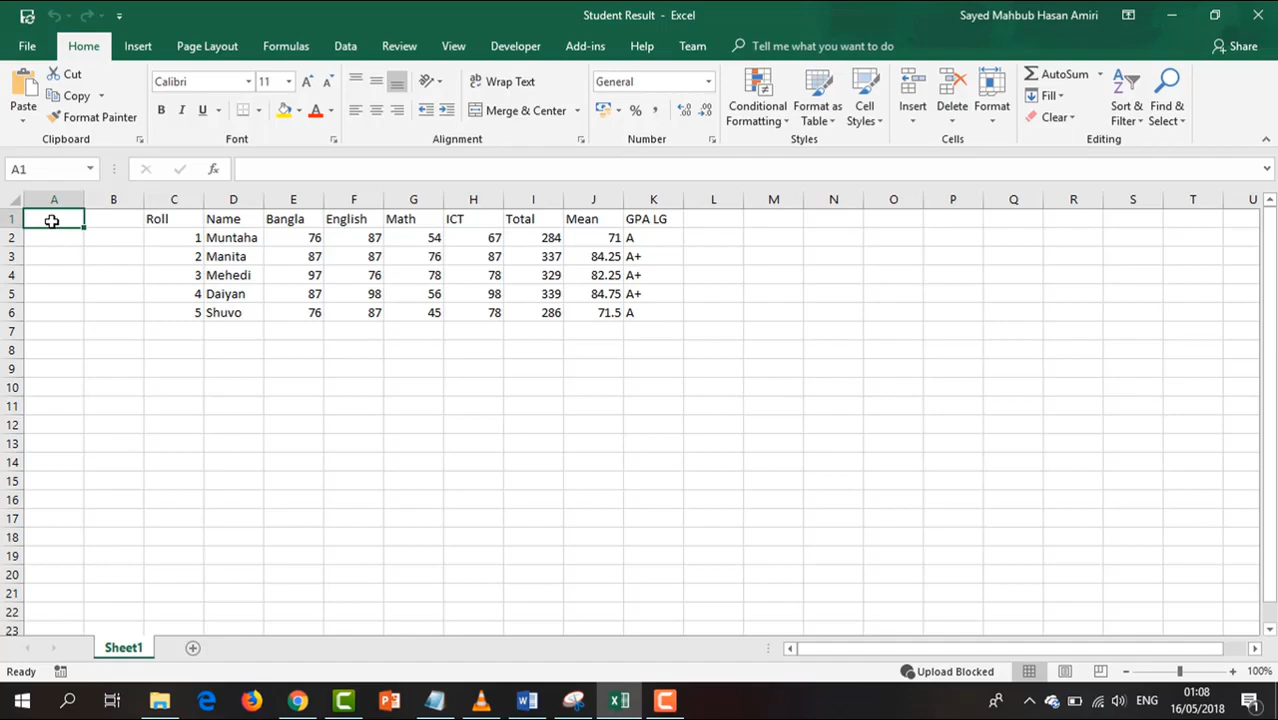 Student Result - Excel
Sayed Mahbub Hasan Amiri
File Home Insert Page Layout Formulas Data Review View Developer Add-ins Help Team Tell me what you want to do Share
Paste Cut Copy Format Painter
Clipboard
Calibri 11
B I U A A A
Font
Wrap Text
Merge & Center
Alignment
General
% ,
Number
Conditional Formatting Format as Table Cell Styles
Styles
Insert Delete Format
Cells
AutoSum
Fill
Clear
Sort & Filter Find & Select
Editing
A1 fx
A B C D E F G H I J K L M N O P Q R S T U
1 Roll Name Bangla English Math ICT Total Mean GPA LG
2 1 Muntaha 76 87 54 67 284 71 A
3 2 Manita 87 87 76 87 337 84.25 A+
4 3 Mehedi 97 76 78 78 329 82.25 A+
5 4 Daiyan 87 98 56 98 339 84.75 A+
6 5 Shuvo 76 87 45 78 286 71.5 A
7
8
9
10
11
12
13
14
15
16
17
18
19
20
21
22
23
Sheet1
Ready Upload Blocked 100%
ENG 01:08
16/05/2018